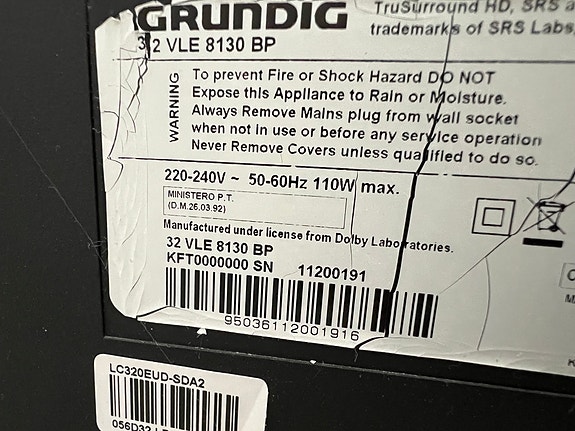 GRUNDIG
TruSurround HD, SRS
trademarks of SRS Labs,
32 VLE 8130 BP
WARNING
To prevent Fire or Shock Hazard DO NOT
Expose this Appliance to Rain or Moisture.
Always Remove Mains plug from wall socket
when not in use or before any service operation
Never Remove Covers unless qualified to do so.
220-240V ~ 50-60Hz 110W max.
MINISTERO P.T.
(D.M.26.03.92)
Manufactured under license from Dolby Laboratories.
32 VLE 8130 BP
KFT0000000 SN 11200191
95036112001916
LC320EUD-SDA2